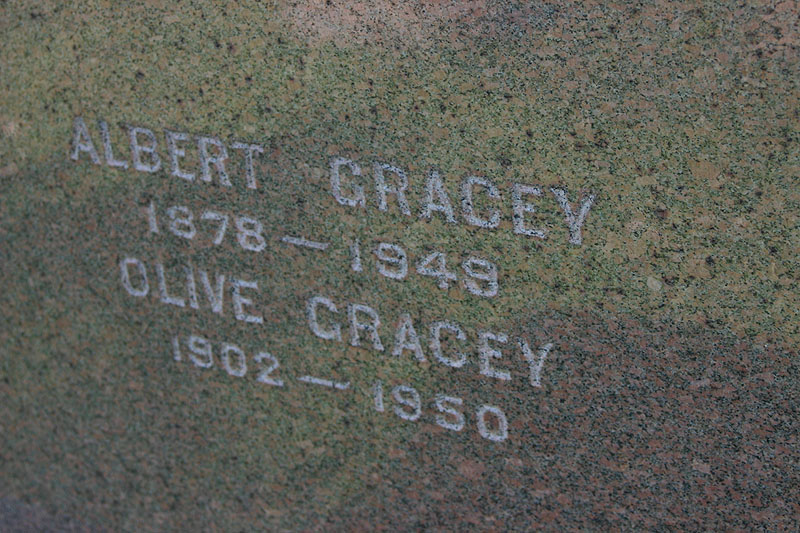 ALBERT GRACEY
1878 — 1949
OLIVE GRACEY
1902 — 1950